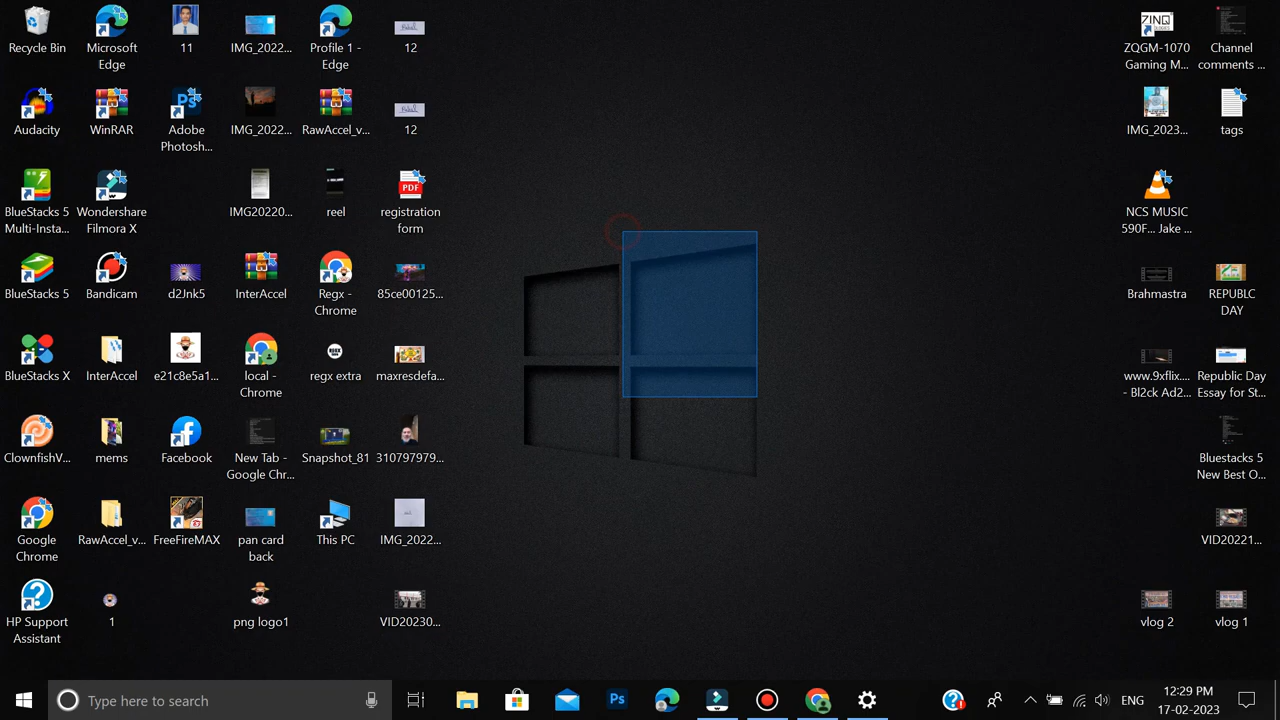 Recycle Bin
Microsoft
Edge
11
IMG_2022...
Profile 1 -
Edge
12
ZINQ
ZQGM-1070
Gaming M...
Channel
comments ...
Audacity
WinRAR
Ps
Adobe
Photosh...
IMG_2022...
RawAccel_v...
12
IMG_2023...
tags
BlueStacks 5
Multi-Insta...
Wondershare
Filmora X
IMG20220...
reel
PDF
registration
form
NCS MUSIC
590F... Jake ...
BlueStacks 5
Bandicam
d2Jnk5
InterAccel
Regx -
Chrome
85ce00125...
Brahmastra
REPUBLC
DAY
BlueStacks X
InterAccel
e21c8e5a1...
local -
Chrome
regx extra
maxresdefa...
www.9xflix....
- Bl2ck Ad2...
Republic Day
Essay for St...
ClownfishV...
mems
Facebook
New Tab -
Google Chr...
Snapshot_81
310797979...
Bluestacks 5
New Best O...
Google
Chrome
RawAccel_v...
FreeFireMAX
pan card
back
This PC
IMG_2022...
VID20221...
HP Support
Assistant
1
png logo1
VID20230...
vlog 2
vlog 1
Type here to search
Ps
ENG
12:29 PM
17-02-2023